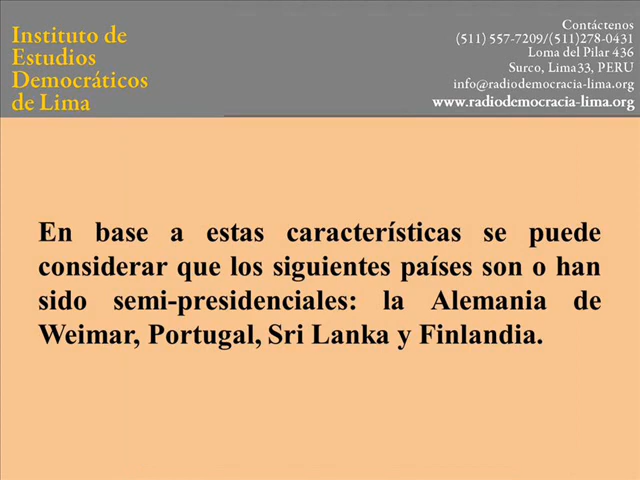 Instituto de
Estudios
Democráticos
de Lima
Contáctenos
(511) 557-7209/(511)278-0431
Loma del Pilar 436
Surco, Lima33, PERU
info@radiodemocracia-lima.org
www.radiodemocracia-lima.org
En base a estas características se puede
considerar que los siguientes países son o han
sido semi-presidenciales: la Alemania de
Weimar, Portugal, Sri Lanka y Finlandia.